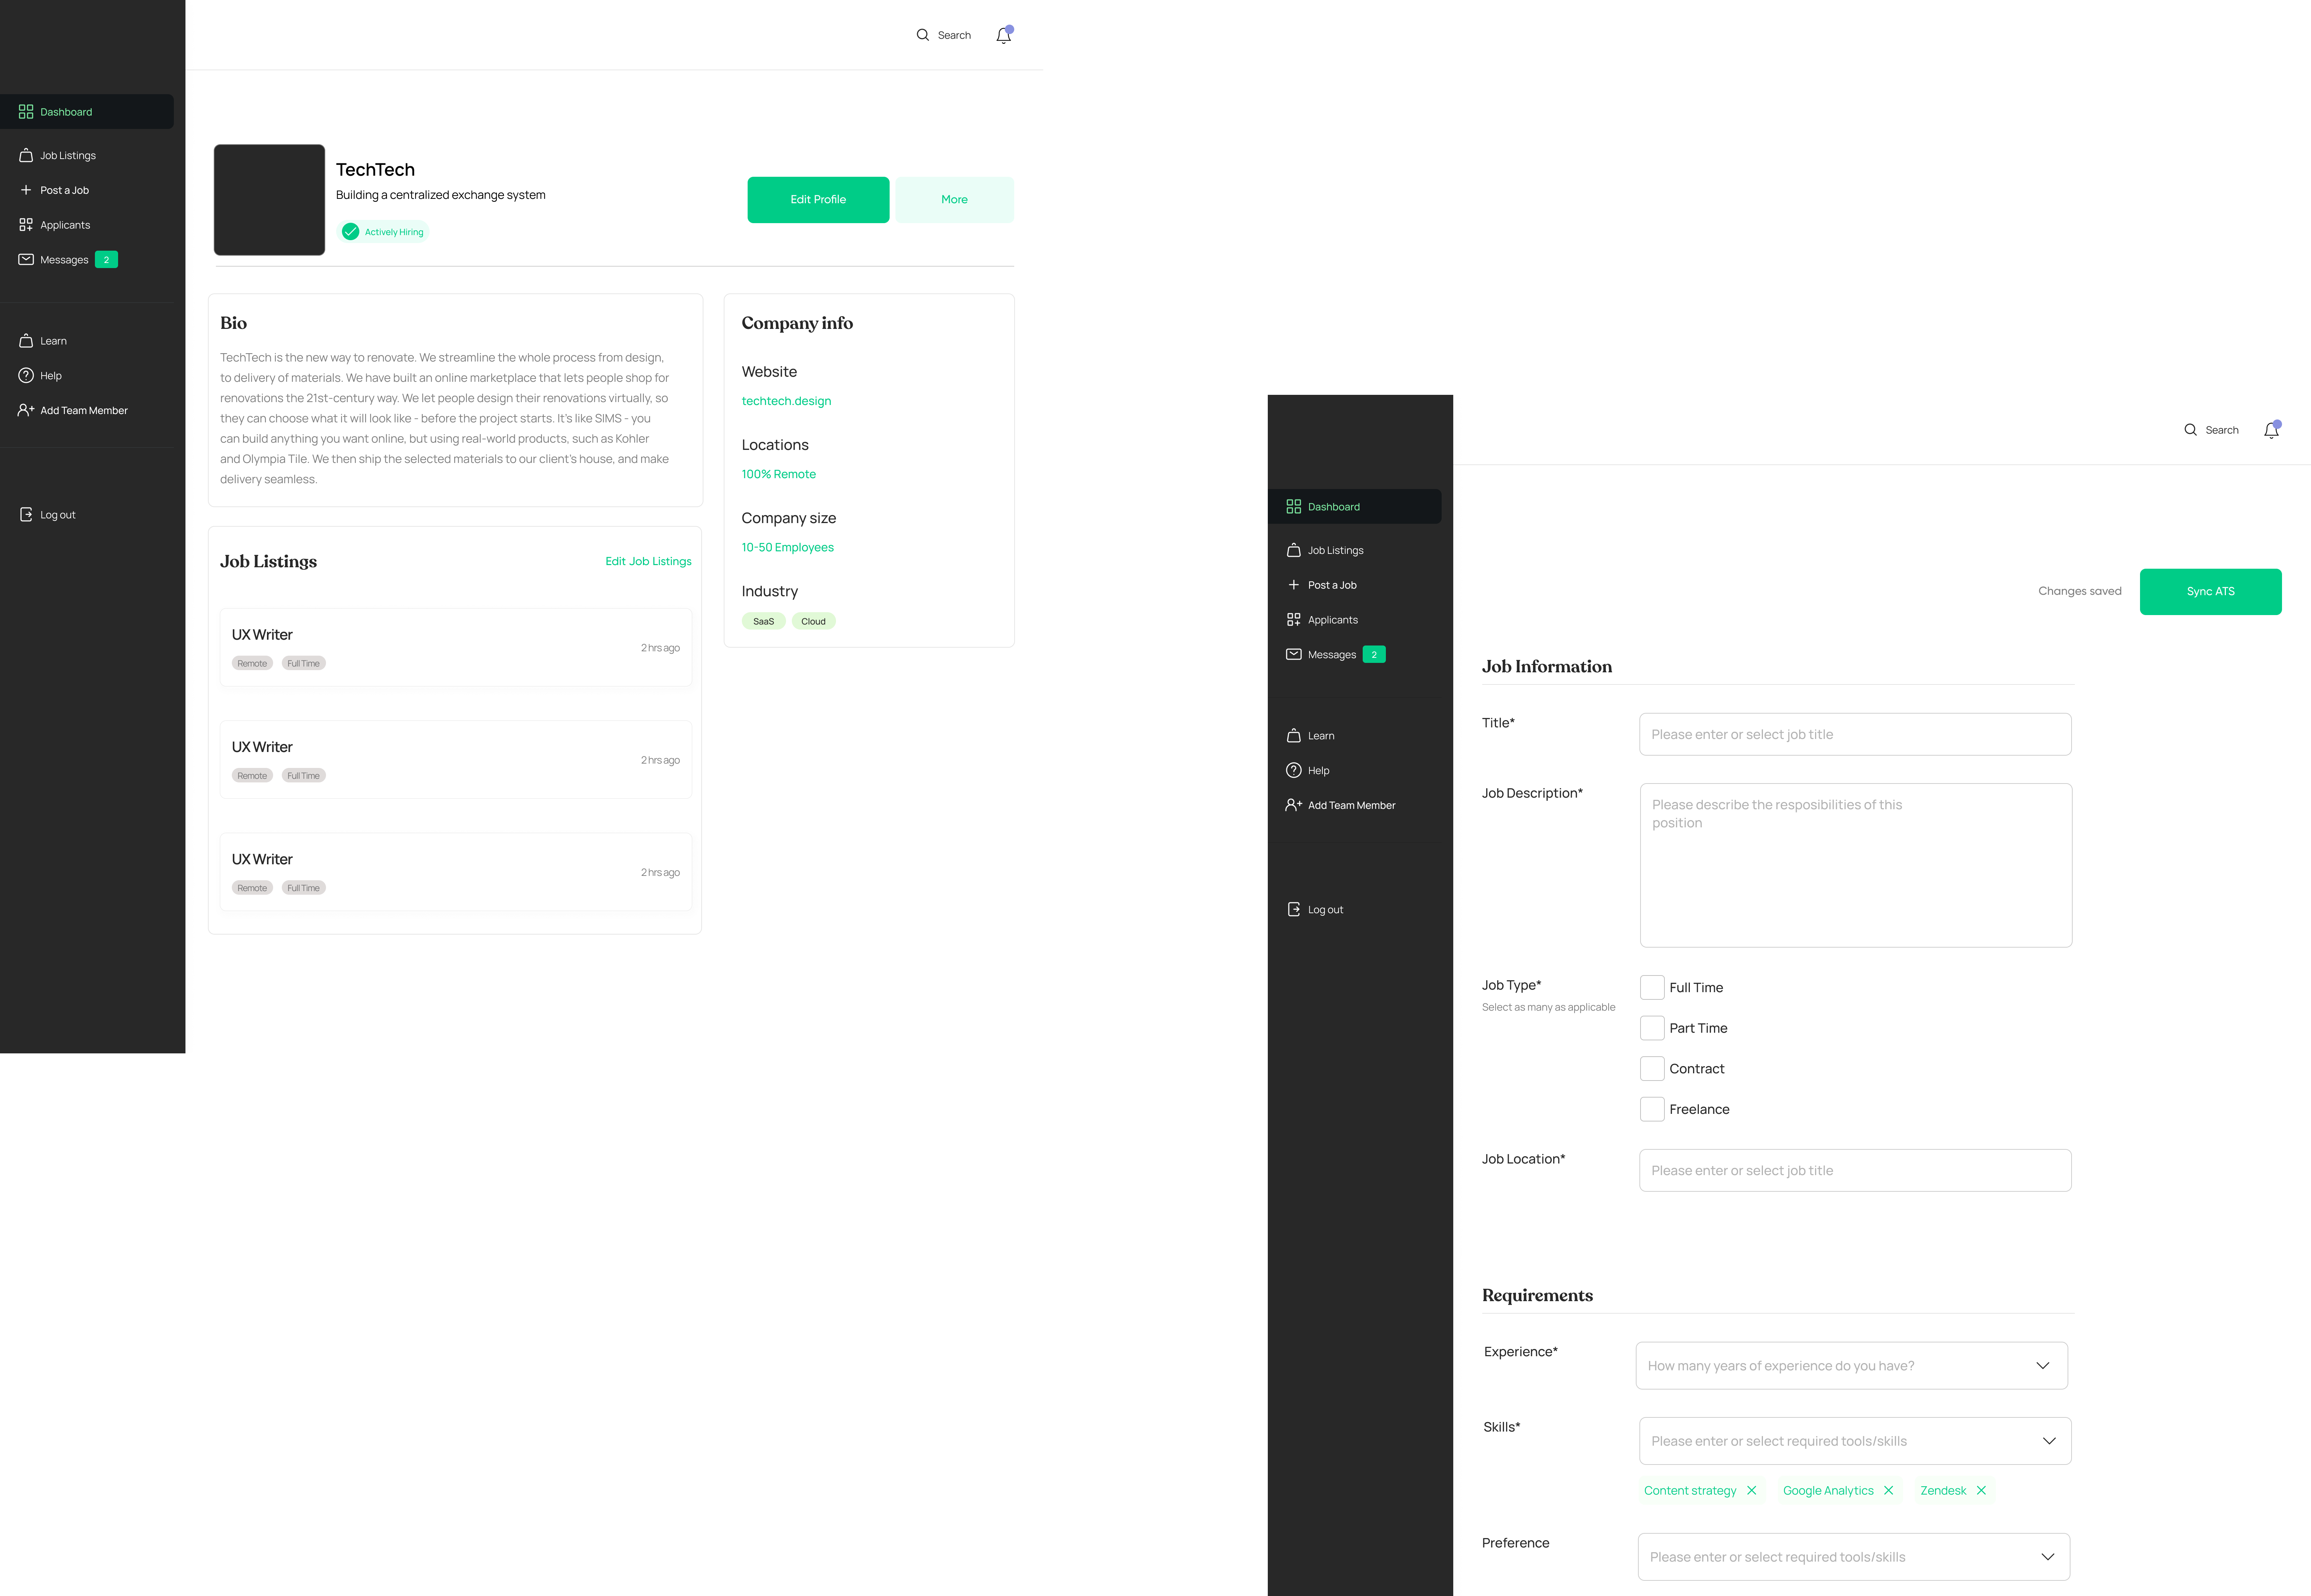 Search
Dashboard
Job Listings
Post a Job
Applicants
Messages 2
Learn
Help
Add Team Member
Log out
TechTech
Building a centralized exchange system
Actively Hiring
Edit Profile
More
Bio
TechTech is the new way to renovate. We streamline the whole process from design,
to delivery of materials. We have built an online marketplace that lets people shop for
renovations the 21st-century way. We let people design their renovations virtually, so
they can choose what it will look like - before the project starts. It's like SIMS - you
can build anything you want online, but using real-world products, such as Kohler
and Olympia Tile. We then ship the selected materials to our client's house, and make
delivery seamless.
Job Listings
Edit Job Listings
UX Writer
Remote Full Time
2 hrs ago
UX Writer
Remote Full Time
2 hrs ago
UX Writer
Remote Full Time
2 hrs ago
Company info
Website
techtech.design
Locations
100% Remote
Company size
10-50 Employees
Industry
SaaS Cloud
Search
Dashboard
Job Listings
Post a Job
Applicants
Messages 2
Learn
Help
Add Team Member
Log out
Changes saved
Sync ATS
Job Information
Title*
Please enter or select job title
Job Description*
Please describe the resposibilities of this
position
Job Type*
Select as many as applicable
Full Time
Part Time
Contract
Freelance
Job Location*
Please enter or select job title
Requirements
Experience*
How many years of experience do you have?
Skills*
Please enter or select required tools/skills
Content strategy Google Analytics Zendesk
Preference
Please enter or select required tools/skills